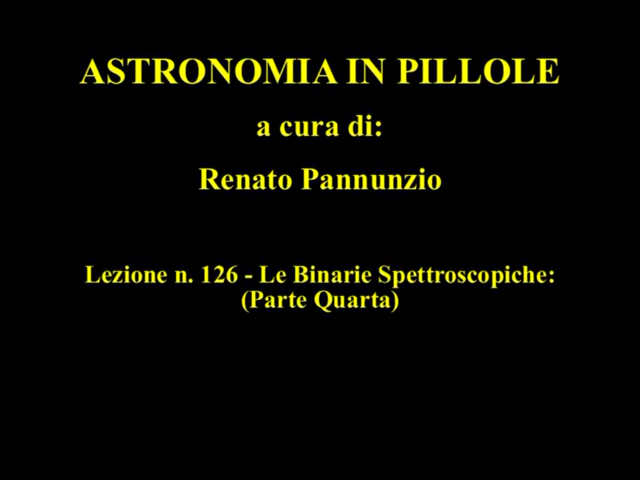 ASTRONOMIA IN PILLOLE
a cura di:
Renato Pannunzio
Lezione n. 126 - Le Binarie Spettroscopiche:
(Parte Quarta)